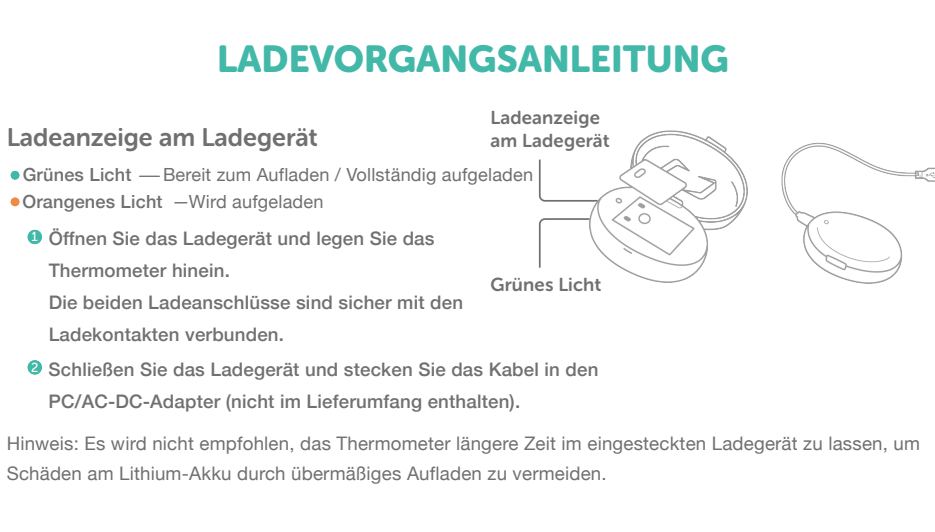 LADEVORGANGSANLEITUNG
Ladeanzeige am Ladegerät
Grünes Licht — Bereit zum Aufladen / Vollständig aufgeladen
Orangenes Licht —Wird aufgeladen
1 Öffnen Sie das Ladegerät und legen Sie das
Thermometer hinein.
Die beiden Ladeanschlüsse sind sicher mit den
Ladekontakten verbunden.
2 Schließen Sie das Ladegerät und stecken Sie das Kabel in den
PC/AC-DC-Adapter (nicht im Lieferumfang enthalten).
Ladeanzeige
am Ladegerät
Grünes Licht
Hinweis: Es wird nicht empfohlen, das Thermometer längere Zeit im eingesteckten Ladegerät zu lassen, um
Schäden am Lithium-Akku durch übermäßiges Aufladen zu vermeiden.